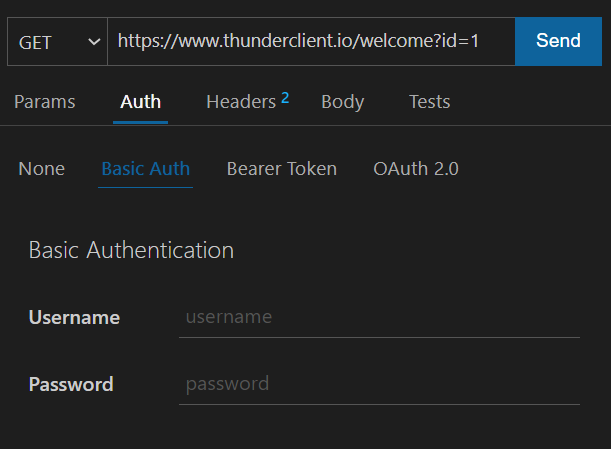 GET https://www.thunderclient.io/welcome?id=1 Send
Params Auth Headers 2 Body Tests
None Basic Auth Bearer Token OAuth 2.0
Basic Authentication
Username username
Password password